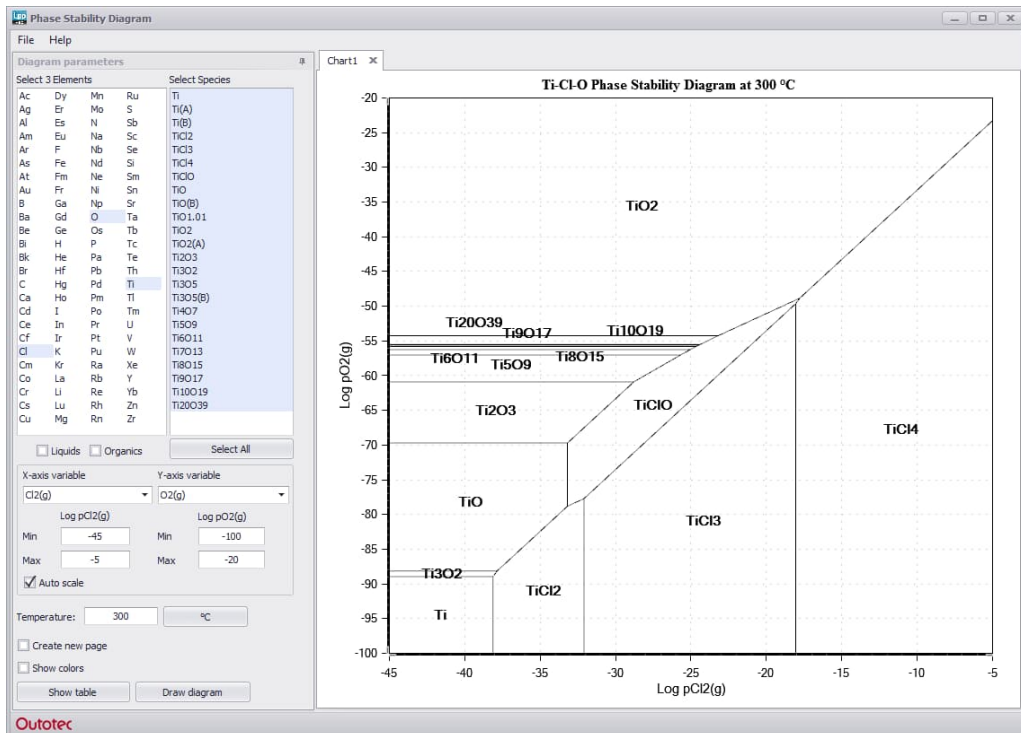 Phase Stability Diagram
File Help
Diagram parameters
Select 3 Elements Select Species
Ac Dy Mn Ru Ti
Ag Er Mo S Ti(A)
Al Es N Sb Ti(B)
Am Eu Na Sc TiCl2
Ar F Nb Se TiCl3
As Fe Nd Si TiCl4
At Fm Ne Sm TiClO
Au Fr Ni Sn TiO
B Ga Np Sr TiO(B)
Ba Gd O Ta TiO1.01
Be Ge Os Tb TiO2
Bi H P Tc TiO2(A)
Bk He Pa Te Ti2O3
Br Hf Pb Th Ti3O2
C Hg Pd Ti Ti3O5
Ca Ho Pm Tl Ti3O5(B)
Cd I Po Tm Ti4O7
Ce In Pr U Ti5O9
Cf Ir Pt V Ti6O11
Cl K Pu W Ti7O13
Cm Kr Ra Xe Ti8O15
Co La Rb Y Ti9O17
Cr Li Re Yb Ti10O19
Cs Lu Rh Zn Ti20O39
Cu Mg Rn Zr
Liquids Organics Select All
X-axis variable Y-axis variable
Cl2(g) O2(g)
Log pCl2(g) Log pO2(g)
Min -45 Min -100
Max -5 Max -20
Auto scale
Temperature: 300 °C
Create new page
Show colors
Show table Draw diagram
Outotec
Chart1
Ti-Cl-O Phase Stability Diagram at 300 °C
Log pO2(g)
-20
-25
-30
-35
-40
-45
-50
-55
-60
-65
-70
-75
-80
-85
-90
-95
-100
TiO2
Ti20O39
Ti9O17
Ti10O19
Ti6O11
Ti5O9
Ti8O15
Ti2O3
TiClO
TiCl4
TiO
TiCl3
Ti3O2
TiCl2
Ti
-45 -40 -35 -30 -25 -20 -15 -10 -5
Log pCl2(g)